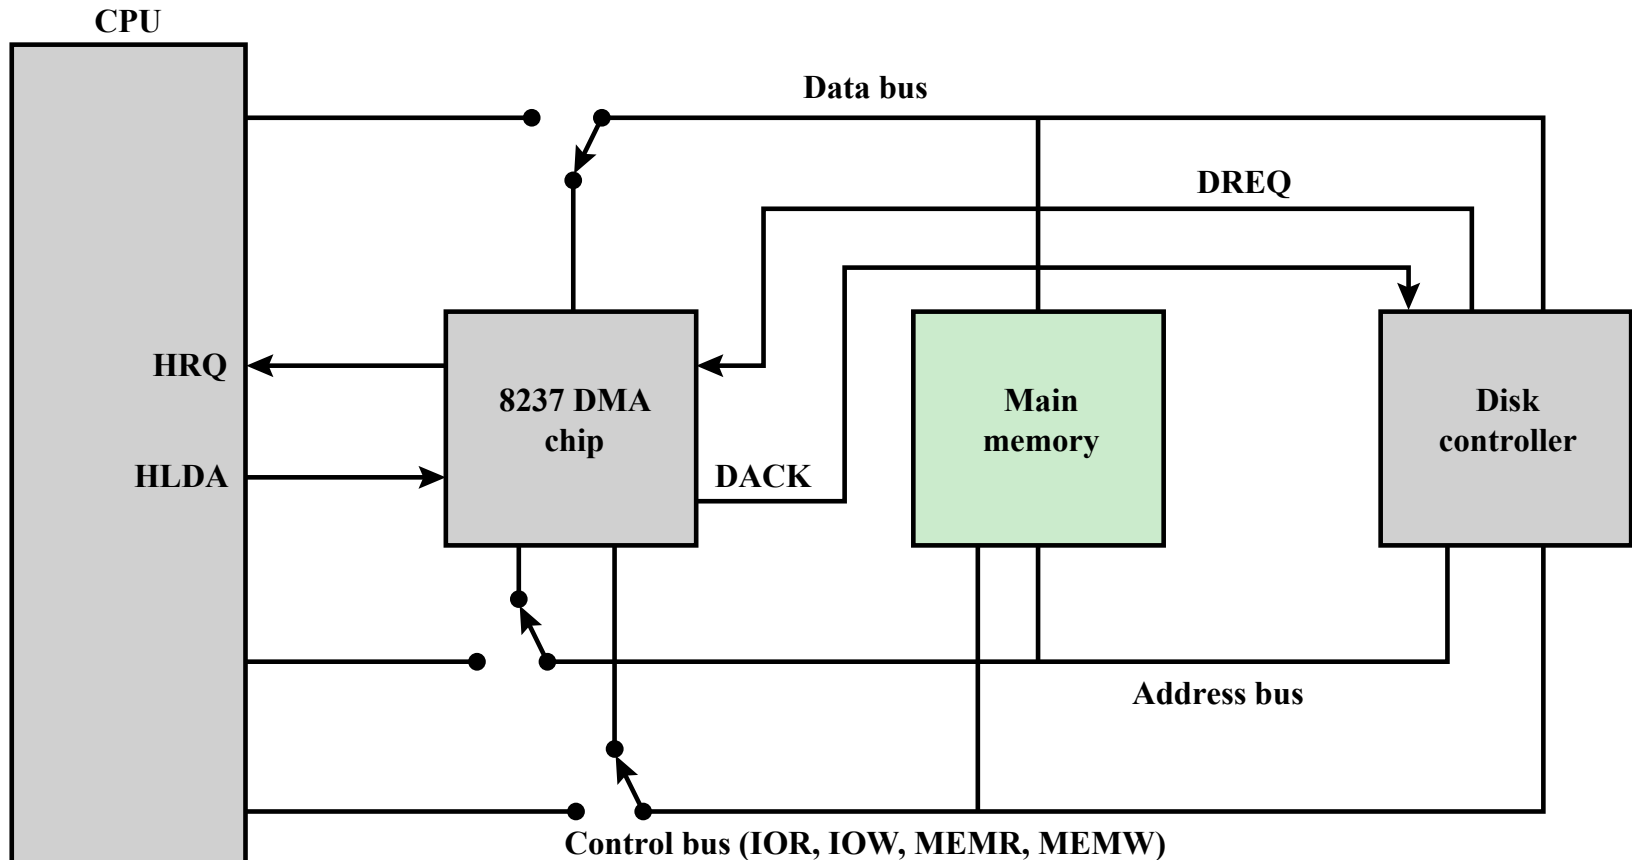 CPU
Data bus
DREQ
HRQ
8237 DMA
chip
Main
memory
Disk
controller
HLDA
DACK
Address bus
Control bus (IOR, IOW, MEMR, MEMW)